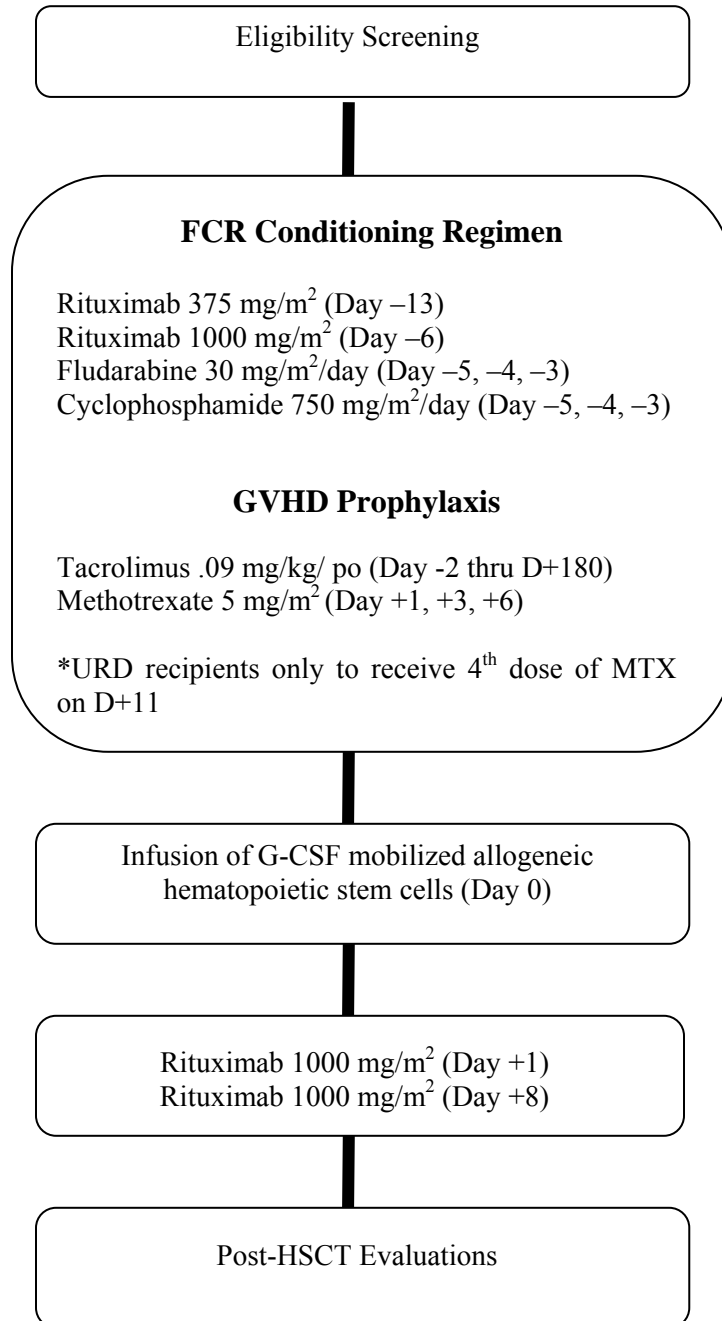 Eligibility Screening
FCR Conditioning Regimen
Rituximab 375 mg/m² (Day –13)
Rituximab 1000 mg/m² (Day –6)
Fludarabine 30 mg/m²/day (Day –5, –4, –3)
Cyclophosphamide 750 mg/m²/day (Day –5, –4, –3)
GVHD Prophylaxis
Tacrolimus .09 mg/kg/ po (Day -2 thru D+180)
Methotrexate 5 mg/m² (Day +1, +3, +6)
*URD recipients only to receive 4th dose of MTX
on D+11
Infusion of G-CSF mobilized allogeneic
hematopoietic stem cells (Day 0)
Rituximab 1000 mg/m² (Day +1)
Rituximab 1000 mg/m² (Day +8)
Post-HSCT Evaluations